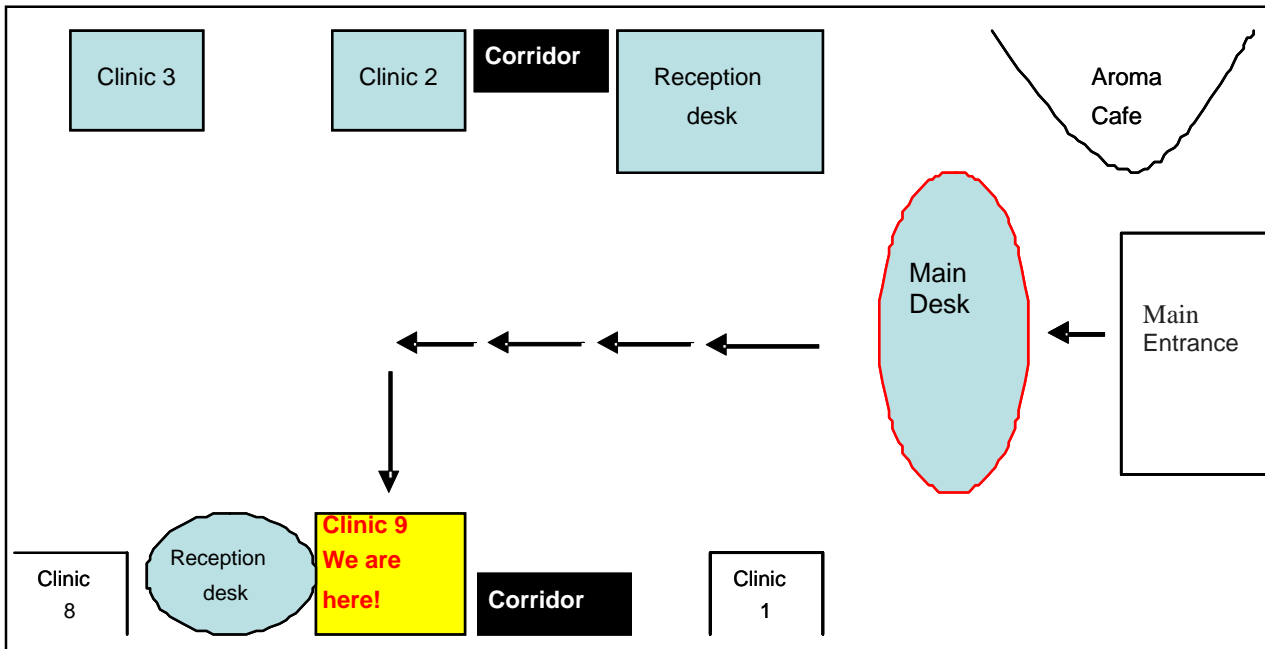 Clinic 3
Clinic 2
Corridor
Reception
desk
Aroma
Cafe
Main
Desk
Main
Entrance
Clinic
8
Reception
desk
Clinic 9
We are
here!
Corridor
Clinic
1